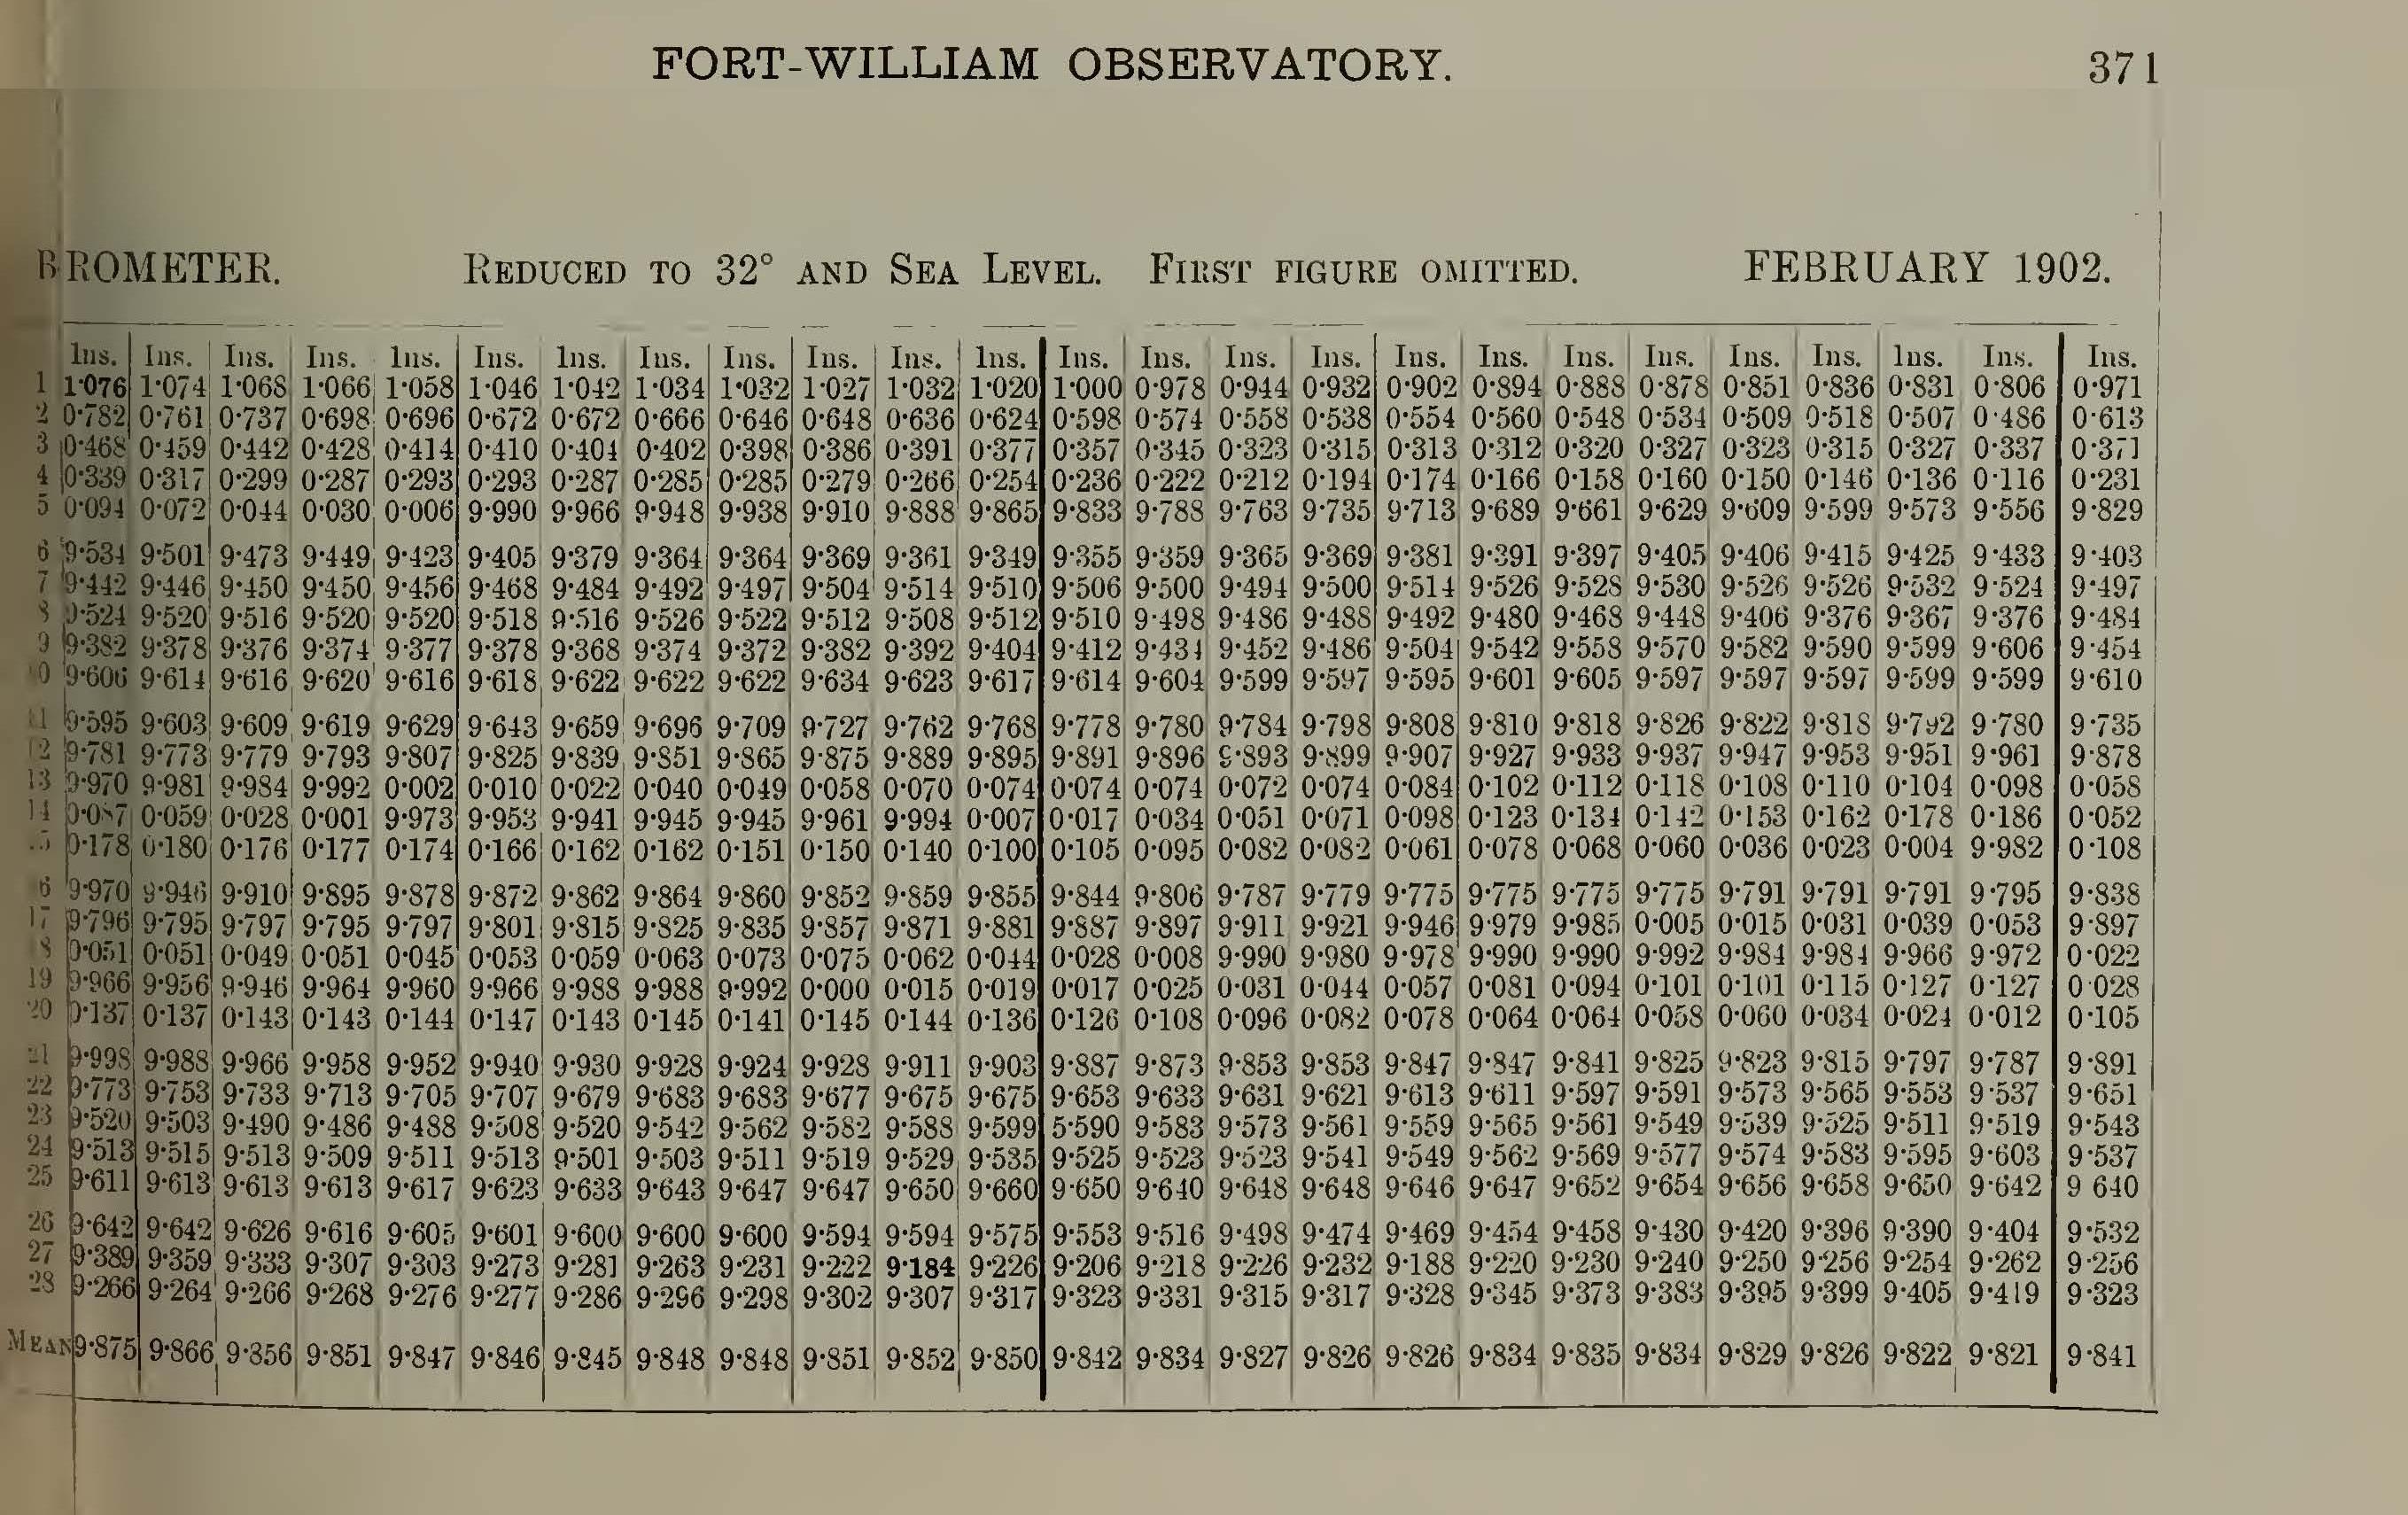 FORT-WILLIAM OBSERVATORY. 371
BROMETER. REDUCED TO 32° AND SEA LEVEL. FIRST FIGURE OMITTED. FEBRUARY 1902.
Ins. Ins. Ins. Ins. Ins. Ins. Ins. Ins. Ins. Ins. Ins. Ins. Ins. Ins. Ins. Ins. Ins. Ins. Ins. Ins. Ins. Ins. Ins. Ins. Ins.
1 1·076 1·074 1·068 1·066 1·058 1·046 1·042 1·034 1·032 1·027 1·032 1·020 1·000 0·978 0·944 0·932 0·902 0·894 0·888 0·878 0·851 0·836 0·831 0·806 0·971
2 0·782 0·761 0·737 0·698 0·696 0·672 0·672 0·666 0·646 0·648 0·636 0·624 0·598 0·574 0·558 0·538 0·554 0·560 0·548 0·534 0·509 0·518 0·507 0·486 0·613
3 0·468 0·459 0·442 0·428 0·414 0·410 0·404 0·402 0·398 0·386 0·391 0·377 0·357 0·345 0·323 0·315 0·313 0·312 0·320 0·327 0·323 0·315 0·327 0·337 0·371
4 0·339 0·317 0·299 0·287 0·293 0·293 0·287 0·285 0·285 0·279 0·266 0·254 0·236 0·222 0·212 0·194 0·174 0·166 0·158 0·160 0·150 0·146 0·136 0·116 0·231
5 0·094 0·072 0·044 0·030 0·006 9·990 9·966 9·948 9·938 9·910 9·888 9·865 9·833 9·788 9·763 9·735 9·713 9·689 9·661 9·629 9·609 9·599 9·573 9·556 9·829
6 9·534 9·501 9·473 9·449 9·423 9·405 9·379 9·364 9·364 9·369 9·361 9·349 9·355 9·359 9·365 9·369 9·381 9·391 9·397 9·405 9·406 9·415 9·425 9·433 9·403
7 9·442 9·446 9·450 9·450 9·456 9·468 9·484 9·492 9·497 9·504 9·514 9·510 9·506 9·500 9·494 9·500 9·514 9·526 9·528 9·530 9·526 9·526 9·532 9·524 9·497
8 9·524 9·520 9·516 9·520 9·520 9·518 9·516 9·526 9·522 9·512 9·508 9·512 9·510 9·498 9·486 9·488 9·492 9·480 9·468 9·448 9·406 9·376 9·367 9·376 9·484
9 9·382 9·378 9·376 9·374 9·377 9·378 9·368 9·374 9·372 9·382 9·392 9·404 9·412 9·434 9·452 9·486 9·504 9·542 9·558 9·570 9·582 9·590 9·599 9·606 9·454
0 9·606 9·614 9·616 9·620 9·616 9·618 9·622 9·622 9·622 9·634 9·623 9·617 9·614 9·604 9·599 9·597 9·595 9·601 9·605 9·597 9·597 9·597 9·599 9·599 9·610
11 9·595 9·603 9·609 9·619 9·629 9·643 9·659 9·696 9·709 9·727 9·762 9·768 9·778 9·780 9·784 9·798 9·808 9·810 9·818 9·826 9·822 9·818 9·792 9·780 9·735
12 9·781 9·773 9·779 9·793 9·807 9·825 9·839 9·851 9·865 9·875 9·889 9·895 9·891 9·896 9·893 9·899 9·907 9·927 9·933 9·937 9·947 9·953 9·951 9·961 9·878
13 9·970 9·981 9·984 9·992 0·002 0·010 0·022 0·040 0·049 0·058 0·070 0·074 0·074 0·074 0·072 0·074 0·084 0·102 0·112 0·118 0·108 0·110 0·104 0·098 0·058
14 0·087 0·059 0·028 0·001 9·973 9·953 9·941 9·945 9·945 9·961 9·994 0·007 0·017 0·034 0·051 0·071 0·098 0·123 0·134 0·142 0·153 0·162 0·178 0·186 0·052
5 0·178 0·180 0·176 0·177 0·174 0·166 0·162 0·162 0·151 0·150 0·140 0·100 0·105 0·095 0·082 0·082 0·061 0·078 0·068 0·060 0·036 0·023 0·004 9·982 0·108
6 9·970 9·946 9·910 9·895 9·878 9·872 9·862 9·864 9·860 9·852 9·859 9·855 9·844 9·806 9·787 9·779 9·775 9·775 9·775 9·775 9·791 9·791 9·791 9·795 9·838
17 9·796 9·795 9·797 9·795 9·797 9·801 9·815 9·825 9·835 9·857 9·871 9·881 9·887 9·897 9·911 9·921 9·946 9·979 9·985 0·005 0·015 0·031 0·039 0·053 9·897
8 0·051 0·051 0·049 0·051 0·045 0·053 0·059 0·063 0·073 0·075 0·062 0·044 0·028 0·008 9·990 9·980 9·978 9·990 9·990 9·992 9·984 9·984 9·966 9·972 0·022
19 9·966 9·956 9·946 9·964 9·960 9·966 9·988 9·988 9·992 0·000 0·015 0·019 0·017 0·025 0·031 0·044 0·057 0·081 0·094 0·101 0·101 0·115 0·127 0·127 0·028
20 0·137 0·137 0·143 0·143 0·144 0·147 0·143 0·145 0·141 0·145 0·144 0·136 0·126 0·108 0·096 0·082 0·078 0·064 0·064 0·058 0·060 0·034 0·024 0·012 0·105
21 9·998 9·988 9·966 9·958 9·952 9·940 9·930 9·928 9·924 9·928 9·911 9·903 9·887 9·873 9·853 9·853 9·847 9·847 9·841 9·825 9·823 9·815 9·797 9·787 9·891
22 9·773 9·753 9·733 9·713 9·705 9·707 9·679 9·683 9·683 9·677 9·675 9·675 9·653 9·633 9·631 9·621 9·613 9·611 9·597 9·591 9·573 9·565 9·553 9·537 9·651
23 9·520 9·503 9·490 9·486 9·488 9·508 9·520 9·542 9·562 9·582 9·588 9·599 5·590 9·583 9·573 9·561 9·559 9·565 9·561 9·549 9·539 9·525 9·511 9·519 9·543
24 9·513 9·515 9·513 9·509 9·511 9·513 9·501 9·503 9·511 9·519 9·529 9·535 9·525 9·523 9·523 9·541 9·549 9·562 9·569 9·577 9·574 9·583 9·595 9·603 9·537
25 9·611 9·613 9·613 9·613 9·617 9·623 9·633 9·643 9·647 9·647 9·650 9·660 9·650 9·640 9·648 9·648 9·646 9·647 9·652 9·654 9·656 9·658 9·650 9·642 9 640
26 9·642 9·642 9·626 9·616 9·605 9·601 9·600 9·600 9·600 9·594 9·594 9·575 9·553 9·516 9·498 9·474 9·469 9·454 9·458 9·430 9·420 9·396 9·390 9·404 9·532
27 9·389 9·359 9·333 9·307 9·303 9·273 9·281 9·263 9·231 9·222 9·184 9·226 9·206 9·218 9·226 9·232 9·188 9·220 9·230 9·240 9·250 9·256 9·254 9·262 9·256
28 9·266 9·264 9·266 9·268 9·276 9·277 9·286 9·296 9·298 9·302 9·307 9·317 9·323 9·331 9·315 9·317 9·328 9·345 9·373 9·383 9·395 9·399 9·405 9·419 9·323
MEAN 9·875 9·866 9·856 9·851 9·847 9·846 9·845 9·848 9·848 9·851 9·852 9·850 9·842 9·834 9·827 9·826 9·826 9·834 9·835 9·834 9·829 9·826 9·822 9·821 9·841